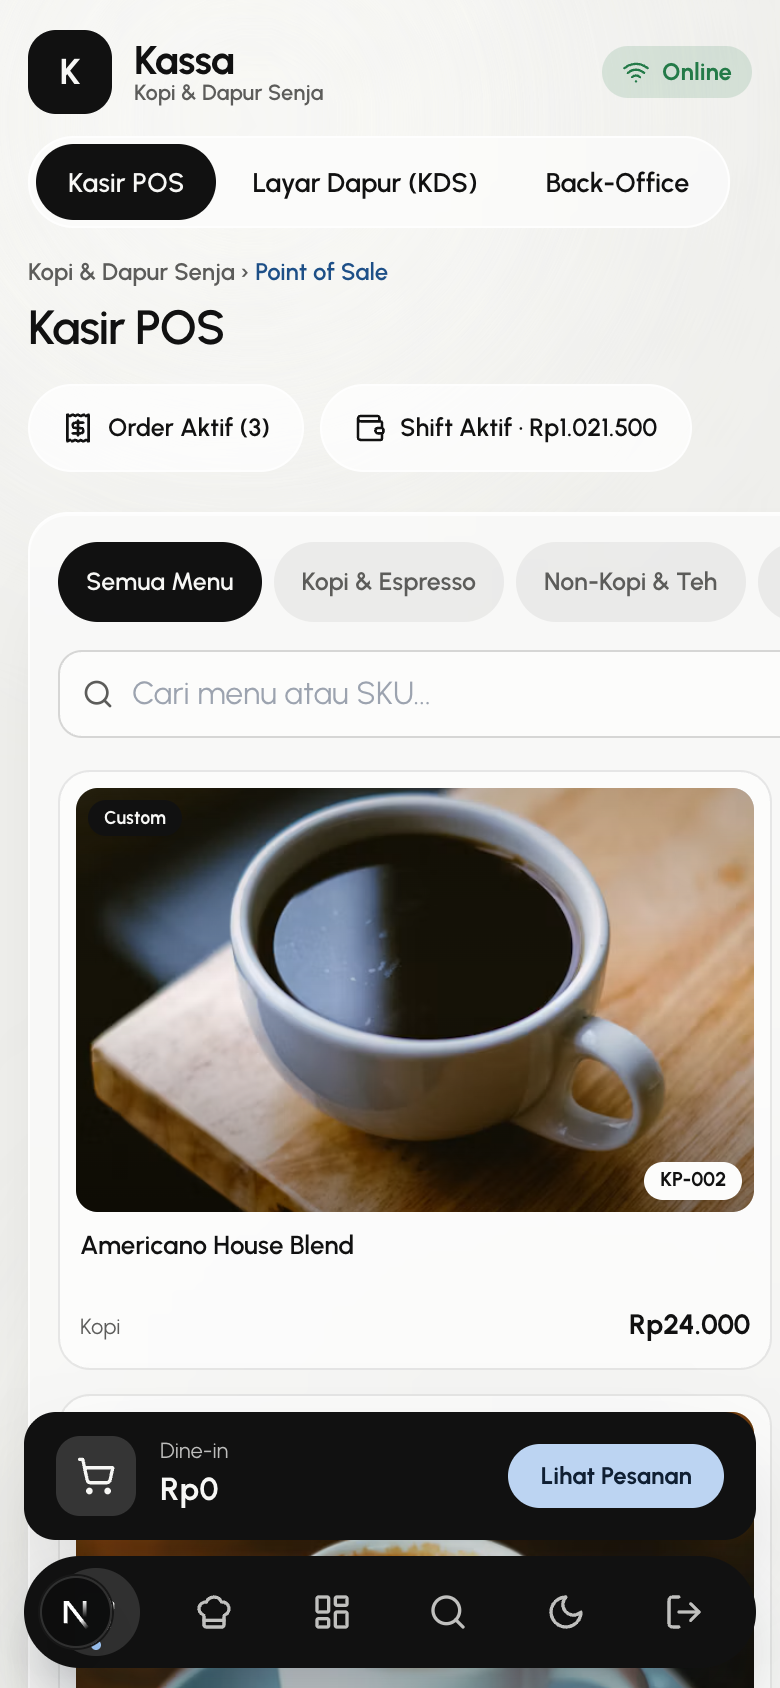 K
Kassa
Kopi & Dapur Senja
Online
Kasir POS
Layar Dapur (KDS)
Back-Office
Kopi & Dapur Senja › Point of Sale
Kasir POS
Order Aktif (3)
Shift Aktif · Rp1.021.500
Semua Menu
Kopi & Espresso
Non-Kopi & Teh
Cari menu atau SKU...
Custom
KP-002
Americano House Blend
Kopi
Rp24.000
Dine-in
Rp0
Lihat Pesanan
N